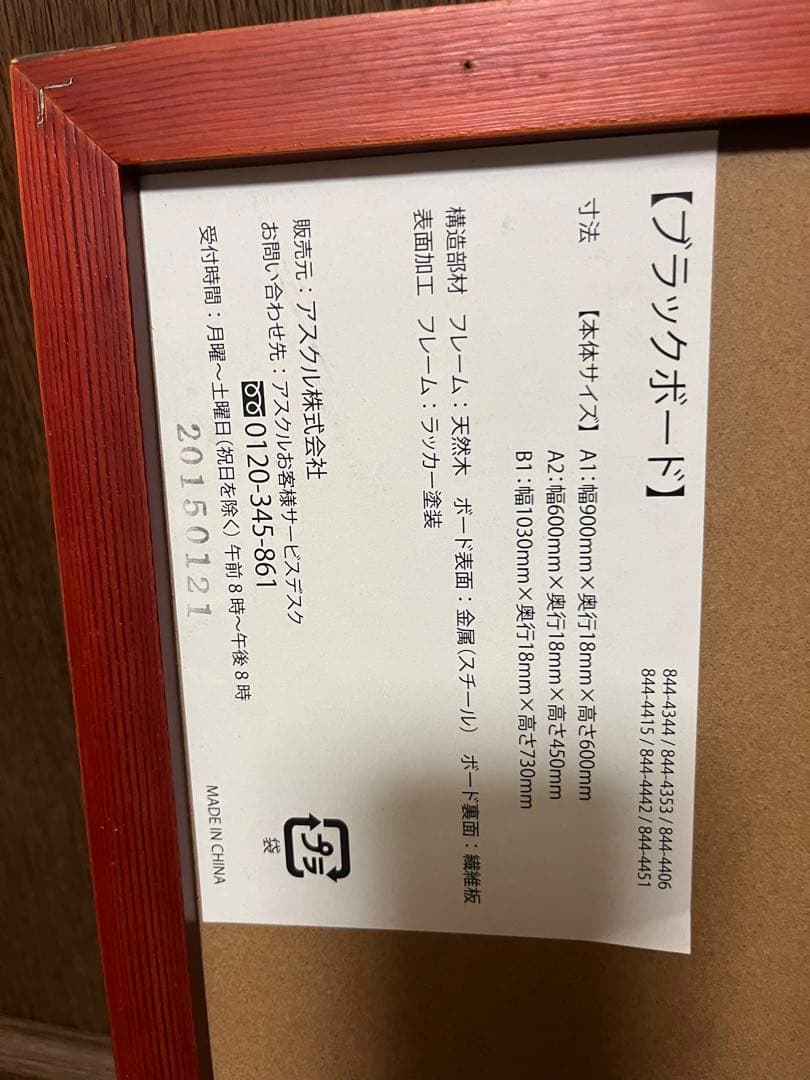 【ブラックボード】
844-4344 / 844-4353 / 844-4406
844-4415 / 844-4442 / 844-4451
寸法　【本体サイズ】 A1：幅900mm×奥行18mm×高さ600mm
A2：幅600mm×奥行18mm×高さ450mm
B1：幅1030mm×奥行18mm×高さ730mm
構造部材　フレーム：天然木　ボード表面：金属（スチール）　ボード裏面：繊維板
表面加工　フレーム：ラッカー塗装
販売元：アスクル株式会社
お問い合わせ先：アスクルお客様サービスデスク
0120-345-861
受付時間：月曜～土曜日（祝日を除く）午前8時～午後8時
20150121
プラ
袋
MADE IN CHINA